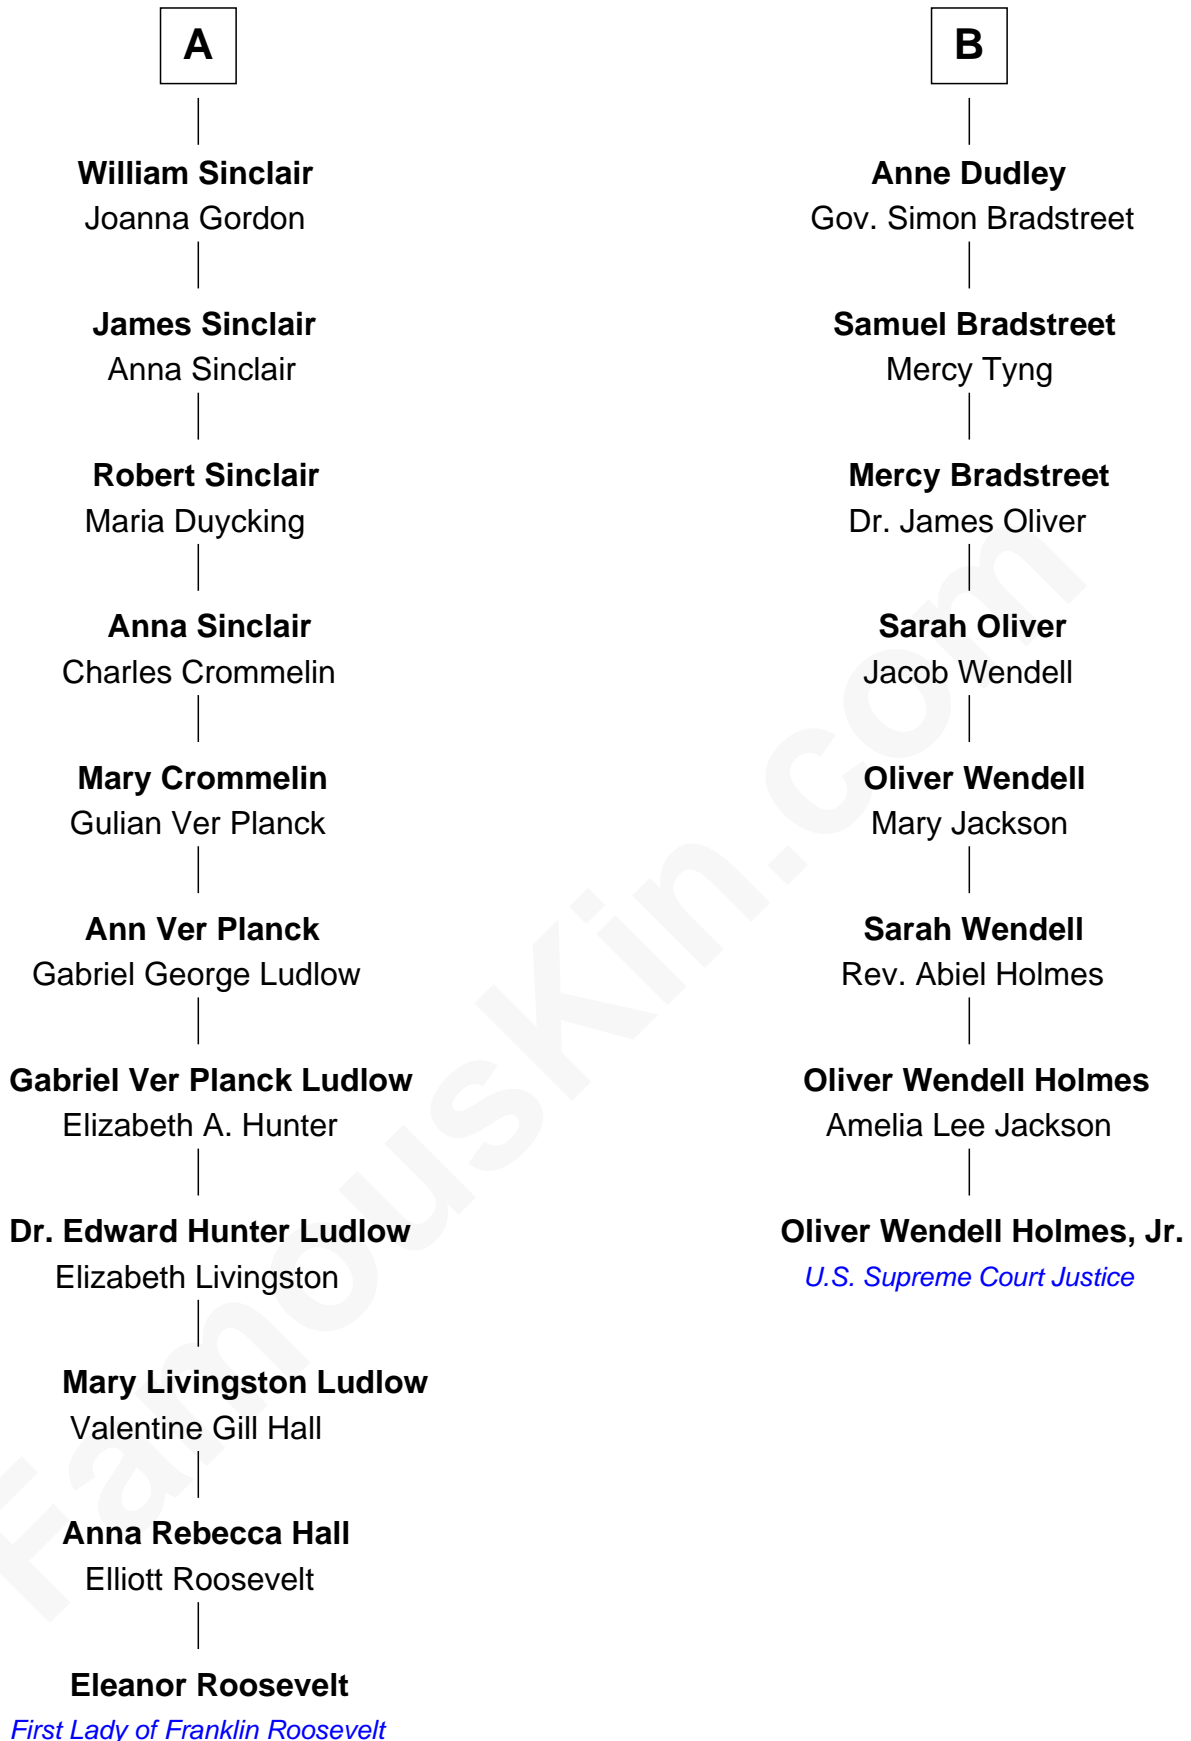 A
William Sinclair
Joanna Gordon
James Sinclair
Anna Sinclair
Robert Sinclair
Maria Duycking
Anna Sinclair
Charles Crommelin
Mary Crommelin
Gulian Ver Planck
Ann Ver Planck
Gabriel George Ludlow
Gabriel Ver Planck Ludlow
Elizabeth A. Hunter
Dr. Edward Hunter Ludlow
Elizabeth Livingston
Mary Livingston Ludlow
Valentine Gill Hall
Anna Rebecca Hall
Elliott Roosevelt
Eleanor Roosevelt
First Lady of Franklin Roosevelt
B
Anne Dudley
Gov. Simon Bradstreet
Samuel Bradstreet
Mercy Tyng
Mercy Bradstreet
Dr. James Oliver
Sarah Oliver
Jacob Wendell
Oliver Wendell
Mary Jackson
Sarah Wendell
Rev. Abiel Holmes
Oliver Wendell Holmes
Amelia Lee Jackson
Oliver Wendell Holmes, Jr.
U.S. Supreme Court Justice
FamousKin.com